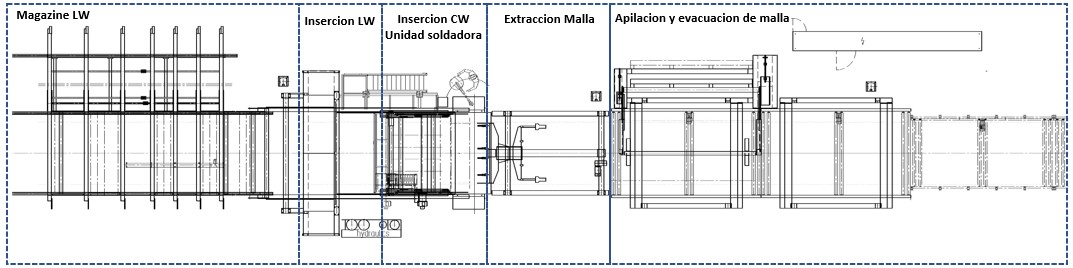 Magazine LW
Insercion LW
Insercion CW
Unidad soldadora
Extraccion Malla
Apilacion y evacuacion de malla
hydraulics